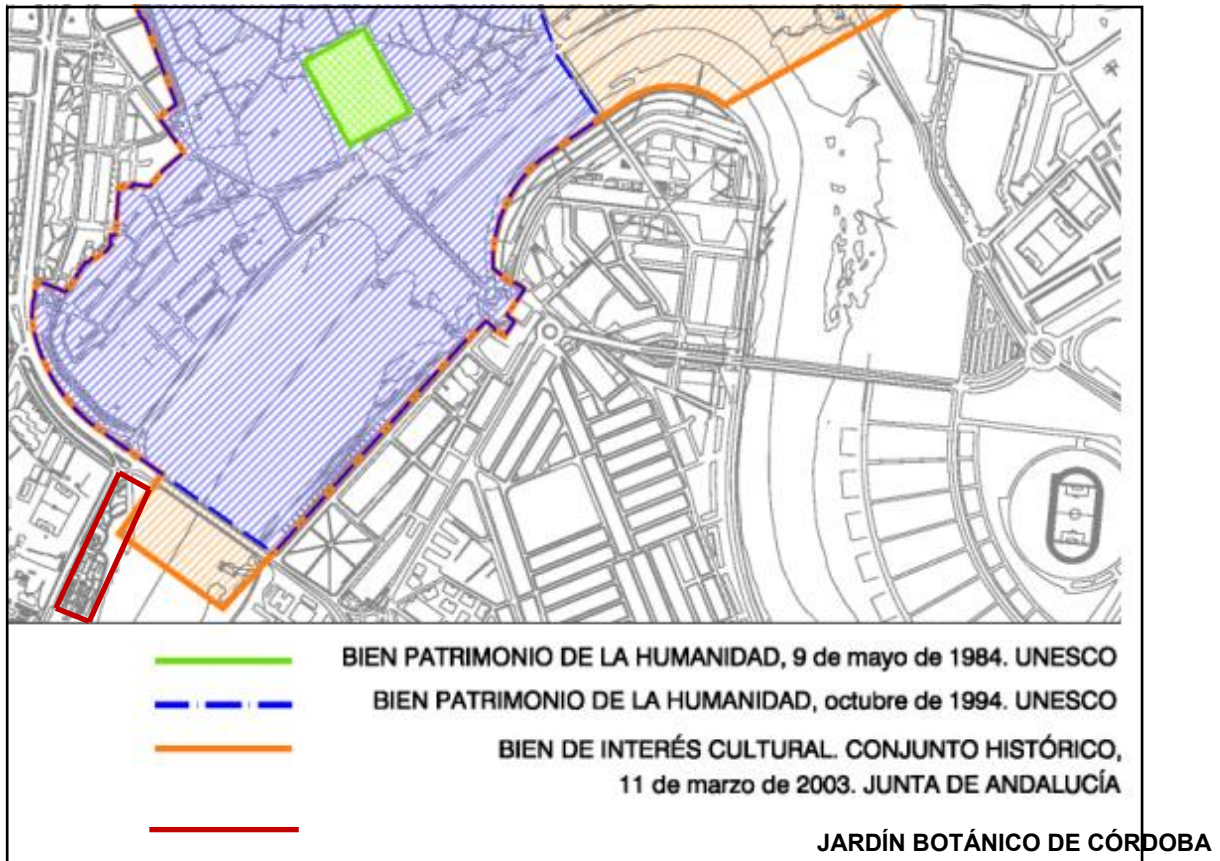 BIEN PATRIMONIO DE LA HUMANIDAD, 9 de mayo de 1984. UNESCO
BIEN PATRIMONIO DE LA HUMANIDAD, octubre de 1994. UNESCO
BIEN DE INTERÉS CULTURAL. CONJUNTO HISTÓRICO,
11 de marzo de 2003. JUNTA DE ANDALUCÍA
JARDÍN BOTÁNICO DE CÓRDOBA